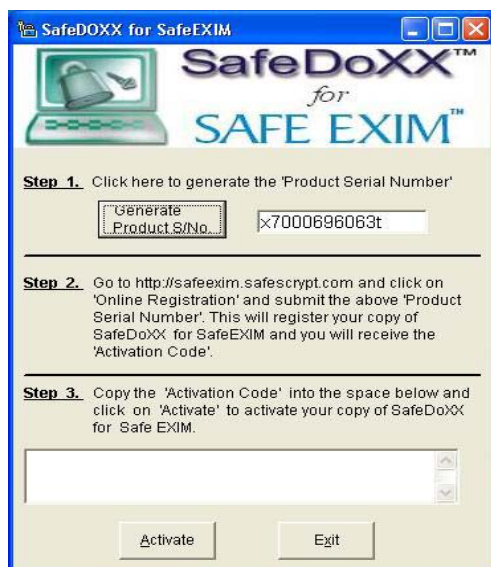 SafeDOXX for SafeEXIM
SafeDoXX™
for
SAFE EXIM™
Step 1. Click here to generate the 'Product Serial Number'
Generate
Product S/No.
x7000696063t
Step 2. Go to http://safeexim.safescrypt.com and click on
'Online Registration' and submit the above 'Product
Serial Number'. This will register your copy of
SafeDoXX for SafeEXIM and you will receive the
'Activation Code'.
Step 3. Copy the 'Activation Code' into the space below and
click on 'Activate' to activate your copy of SafeDoXX
for Safe EXIM.
Activate
Exit